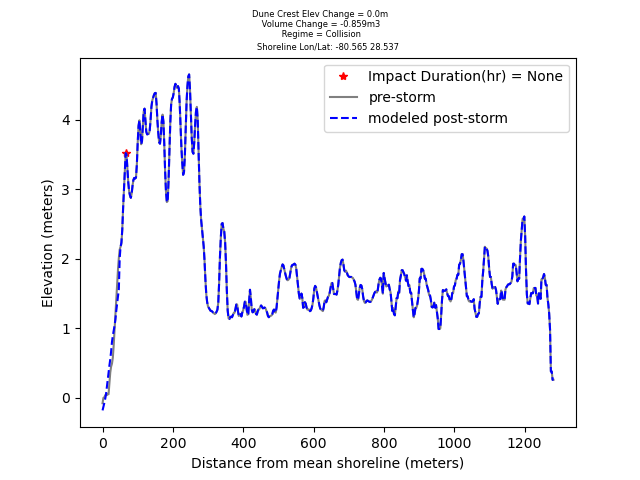 Dune Crest Elev Change = 0.0m
Volume Change = -0.859m3
Regime = Collision
Shoreline Lon/Lat: -80.565 28.537
Impact Duration(hr) = None
pre-storm
modeled post-storm
Elevation (meters)
4
3
2
1
0
0 200 400 600 800 1000 1200
Distance from mean shoreline (meters)